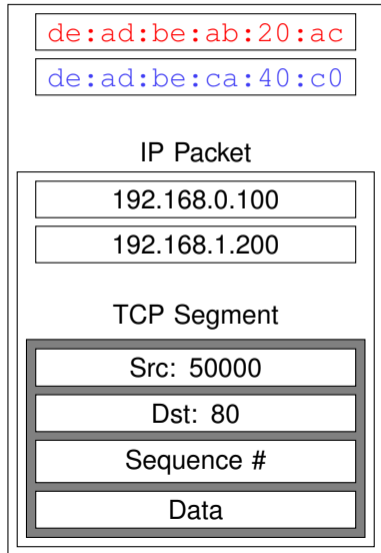 de:ad:be:ab:20:ac
de:ad:be:ca:40:c0
IP Packet
192.168.0.100
192.168.1.200
TCP Segment
Src: 50000
Dst: 80
Sequence #
Data